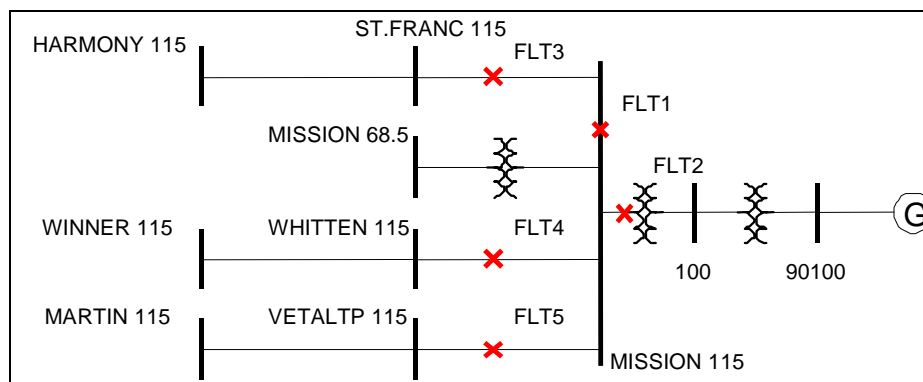 ST.FRANC 115
HARMONY 115
FLT3
FLT1
MISSION 68.5
FLT2
G
WINNER 115
WHITTEN 115
FLT4
100
90100
MARTIN 115
VETALTP 115
FLT5
MISSION 115